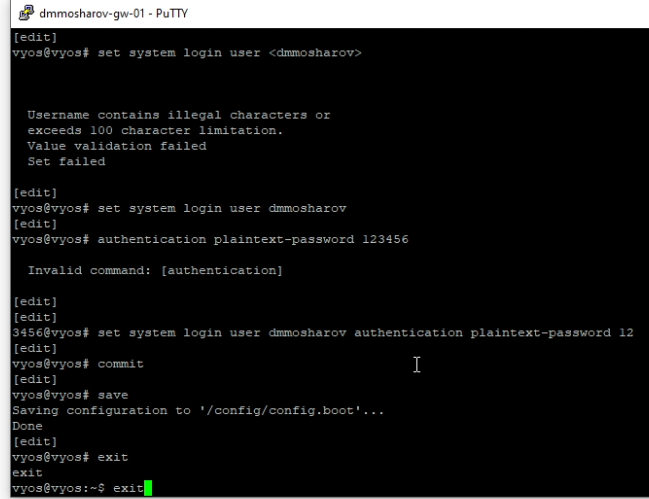 dmmosharov-gw-01 - PuTTY
[edit]
vyos@vyos# set system login user <dmmosharov>
Username contains illegal characters or
exceeds 100 character limitation.
Value validation failed
Set failed
[edit]
vyos@vyos# set system login user dmmosharov
[edit]
vyos@vyos# authentication plaintext-password 123456
Invalid command: [authentication]
[edit]
[edit]
3456@vyos# set system login user dmmosharov authentication plaintext-password 12
[edit]
vyos@vyos# commit
[edit]
vyos@vyos# save
Saving configuration to '/config/config.boot'...
Done
[edit]
vyos@vyos# exit
exit
vyos@vyos:~$ exit